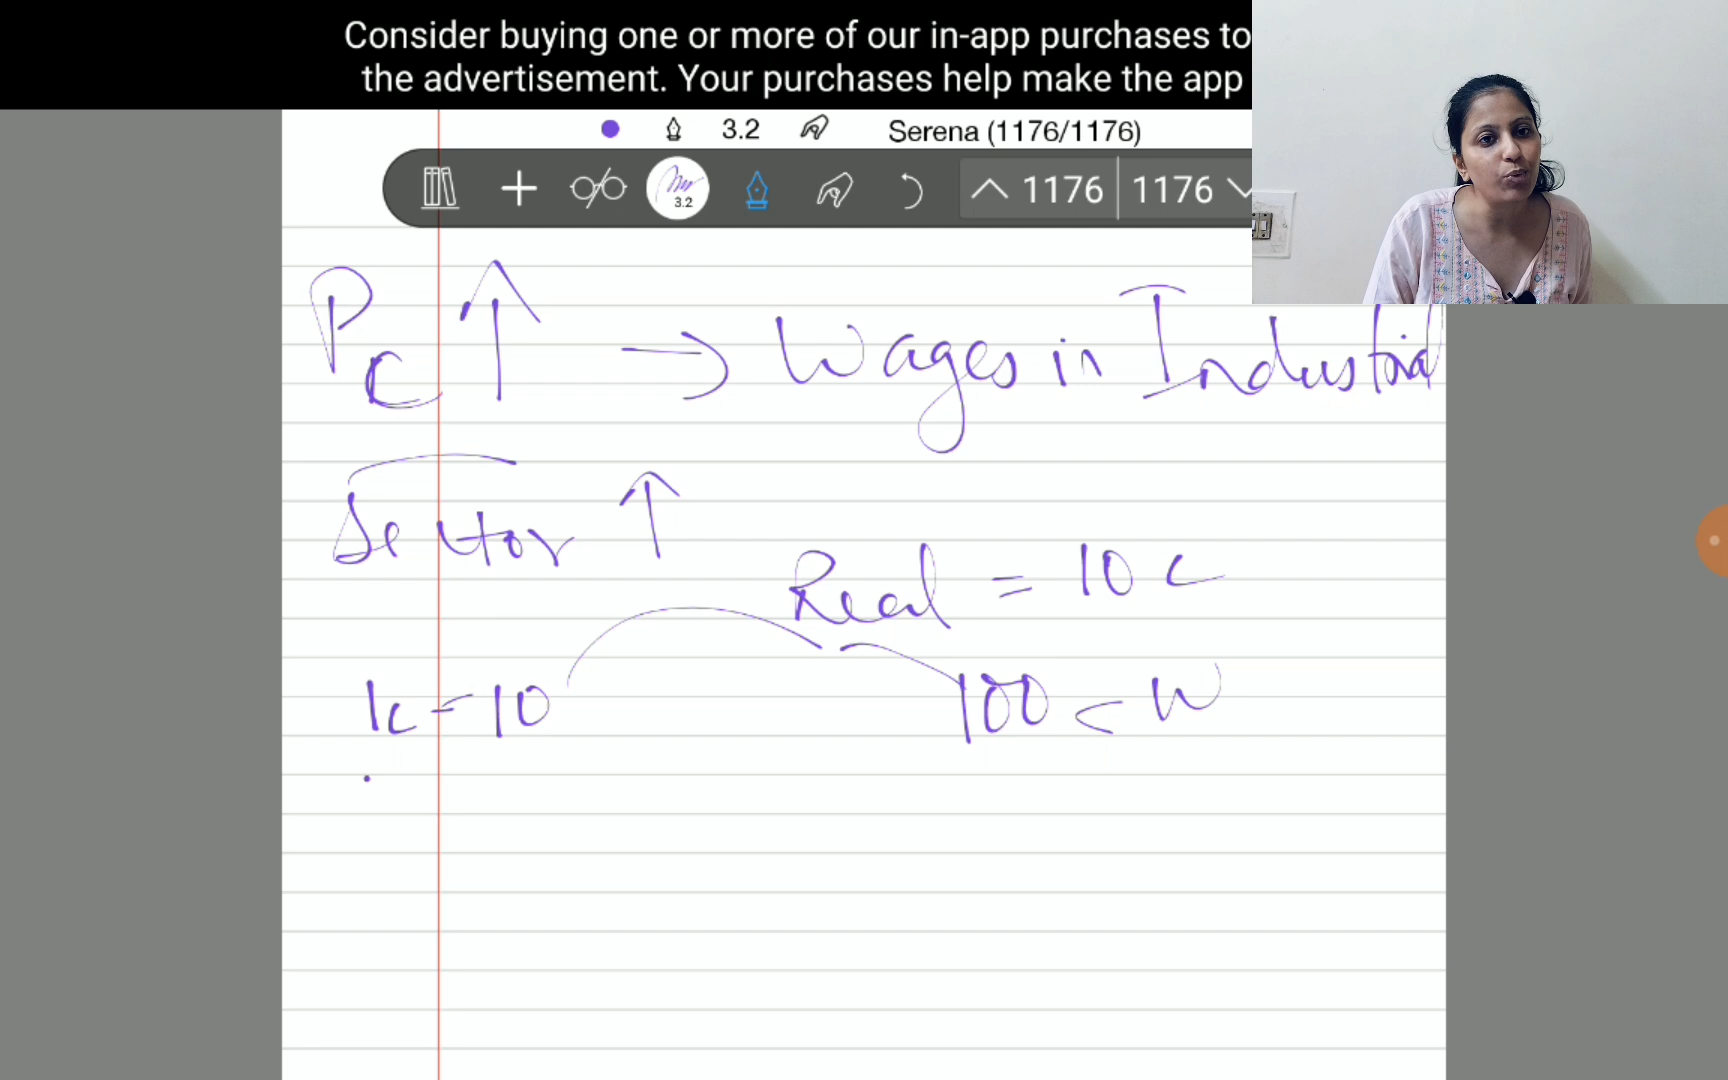 Consider buying one or more of our in-app purchases to
the advertisement. Your purchases help make the app
3.2 Serena (1176/1176)
3.2 1176 1176
Pc ↑ → Wages in Industrial
Sector ↑
Real = 10 c
1c = 10 100 - W